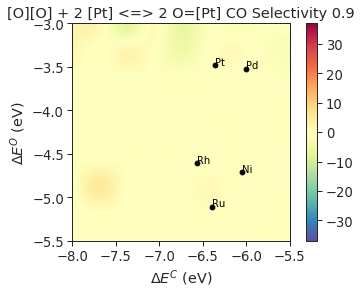 [O][O] + 2 [Pt] <=> 2 O=[Pt] CO Selectivity 0.9
−3.0
−3.5
−4.0
−4.5
−5.0
−5.5
ΔE^O (eV)
Pt
Pd
Rh
Ni
Ru
−8.0 −7.5 −7.0 −6.5 −6.0 −5.5
ΔE^C (eV)
30
20
10
0
−10
−20
−30